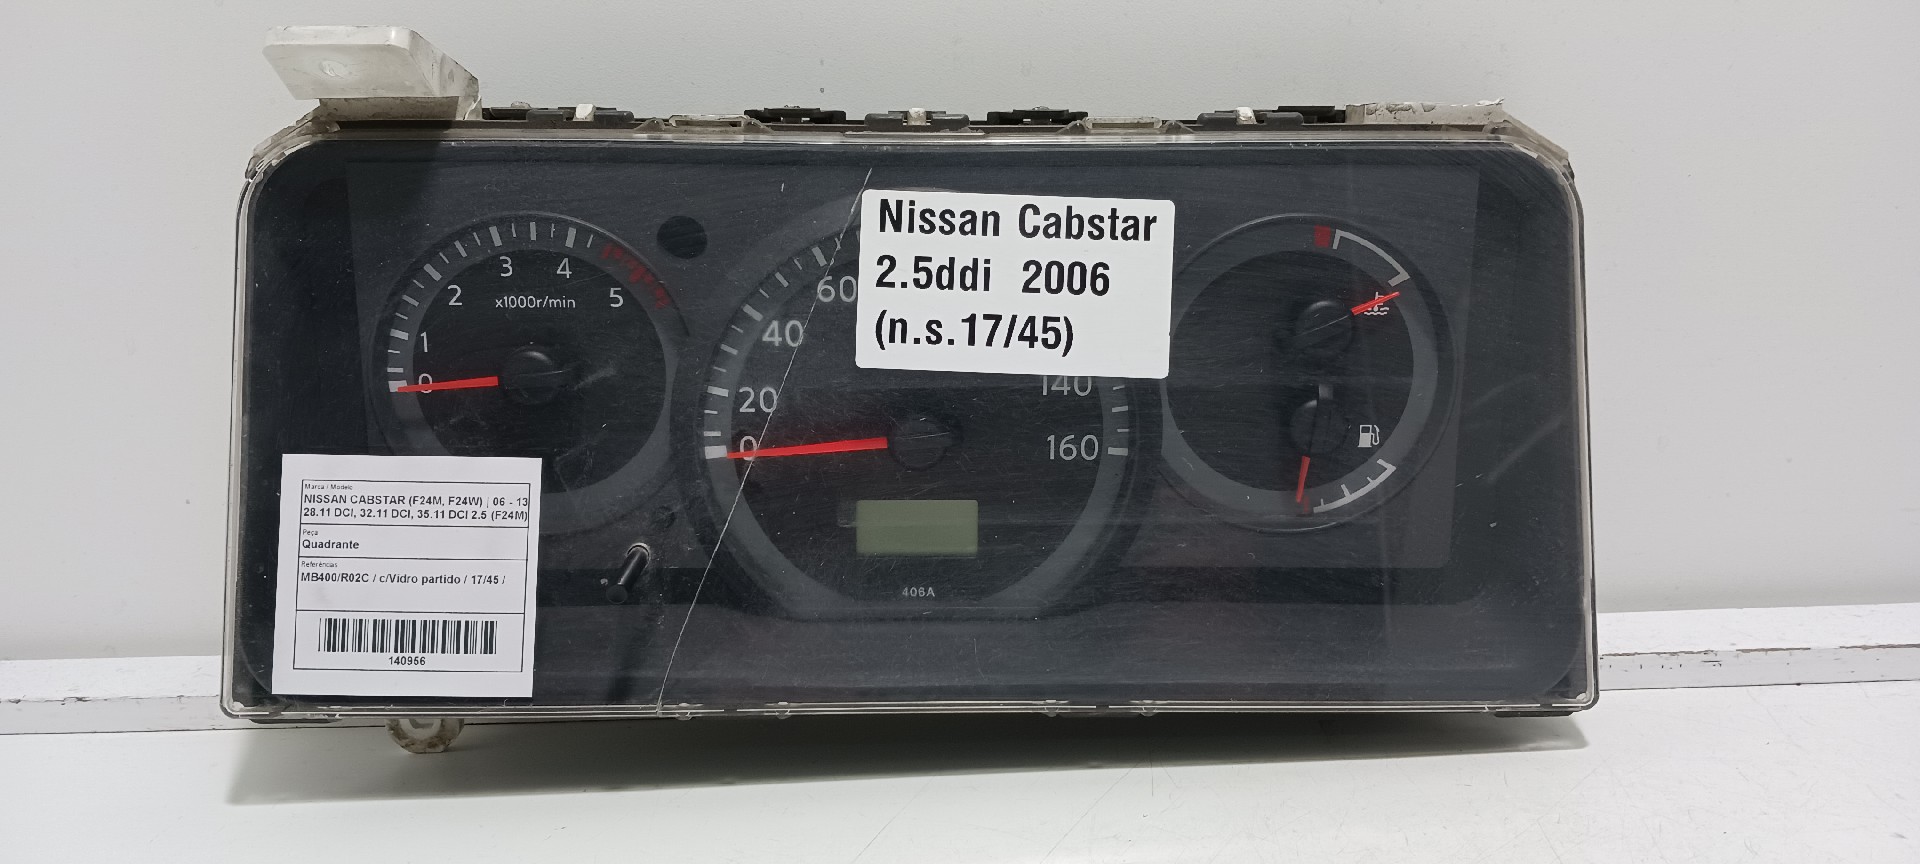 Nissan Cabstar
2.5ddi 2006
(n.s.17/45)
1
2
3
4
5
0
x1000r/min
0
20
40
60
140
160
406A
Marca / Modelo
NISSAN CABSTAR (F24M, F24W) | 06 - 13
28.11 DCI, 32.11 DCI, 35.11 DCI 2.5 (F24M)
Peça
Quadrante
Referências
MB400/R02C / c/Vidro partido / 17/45 /
140956